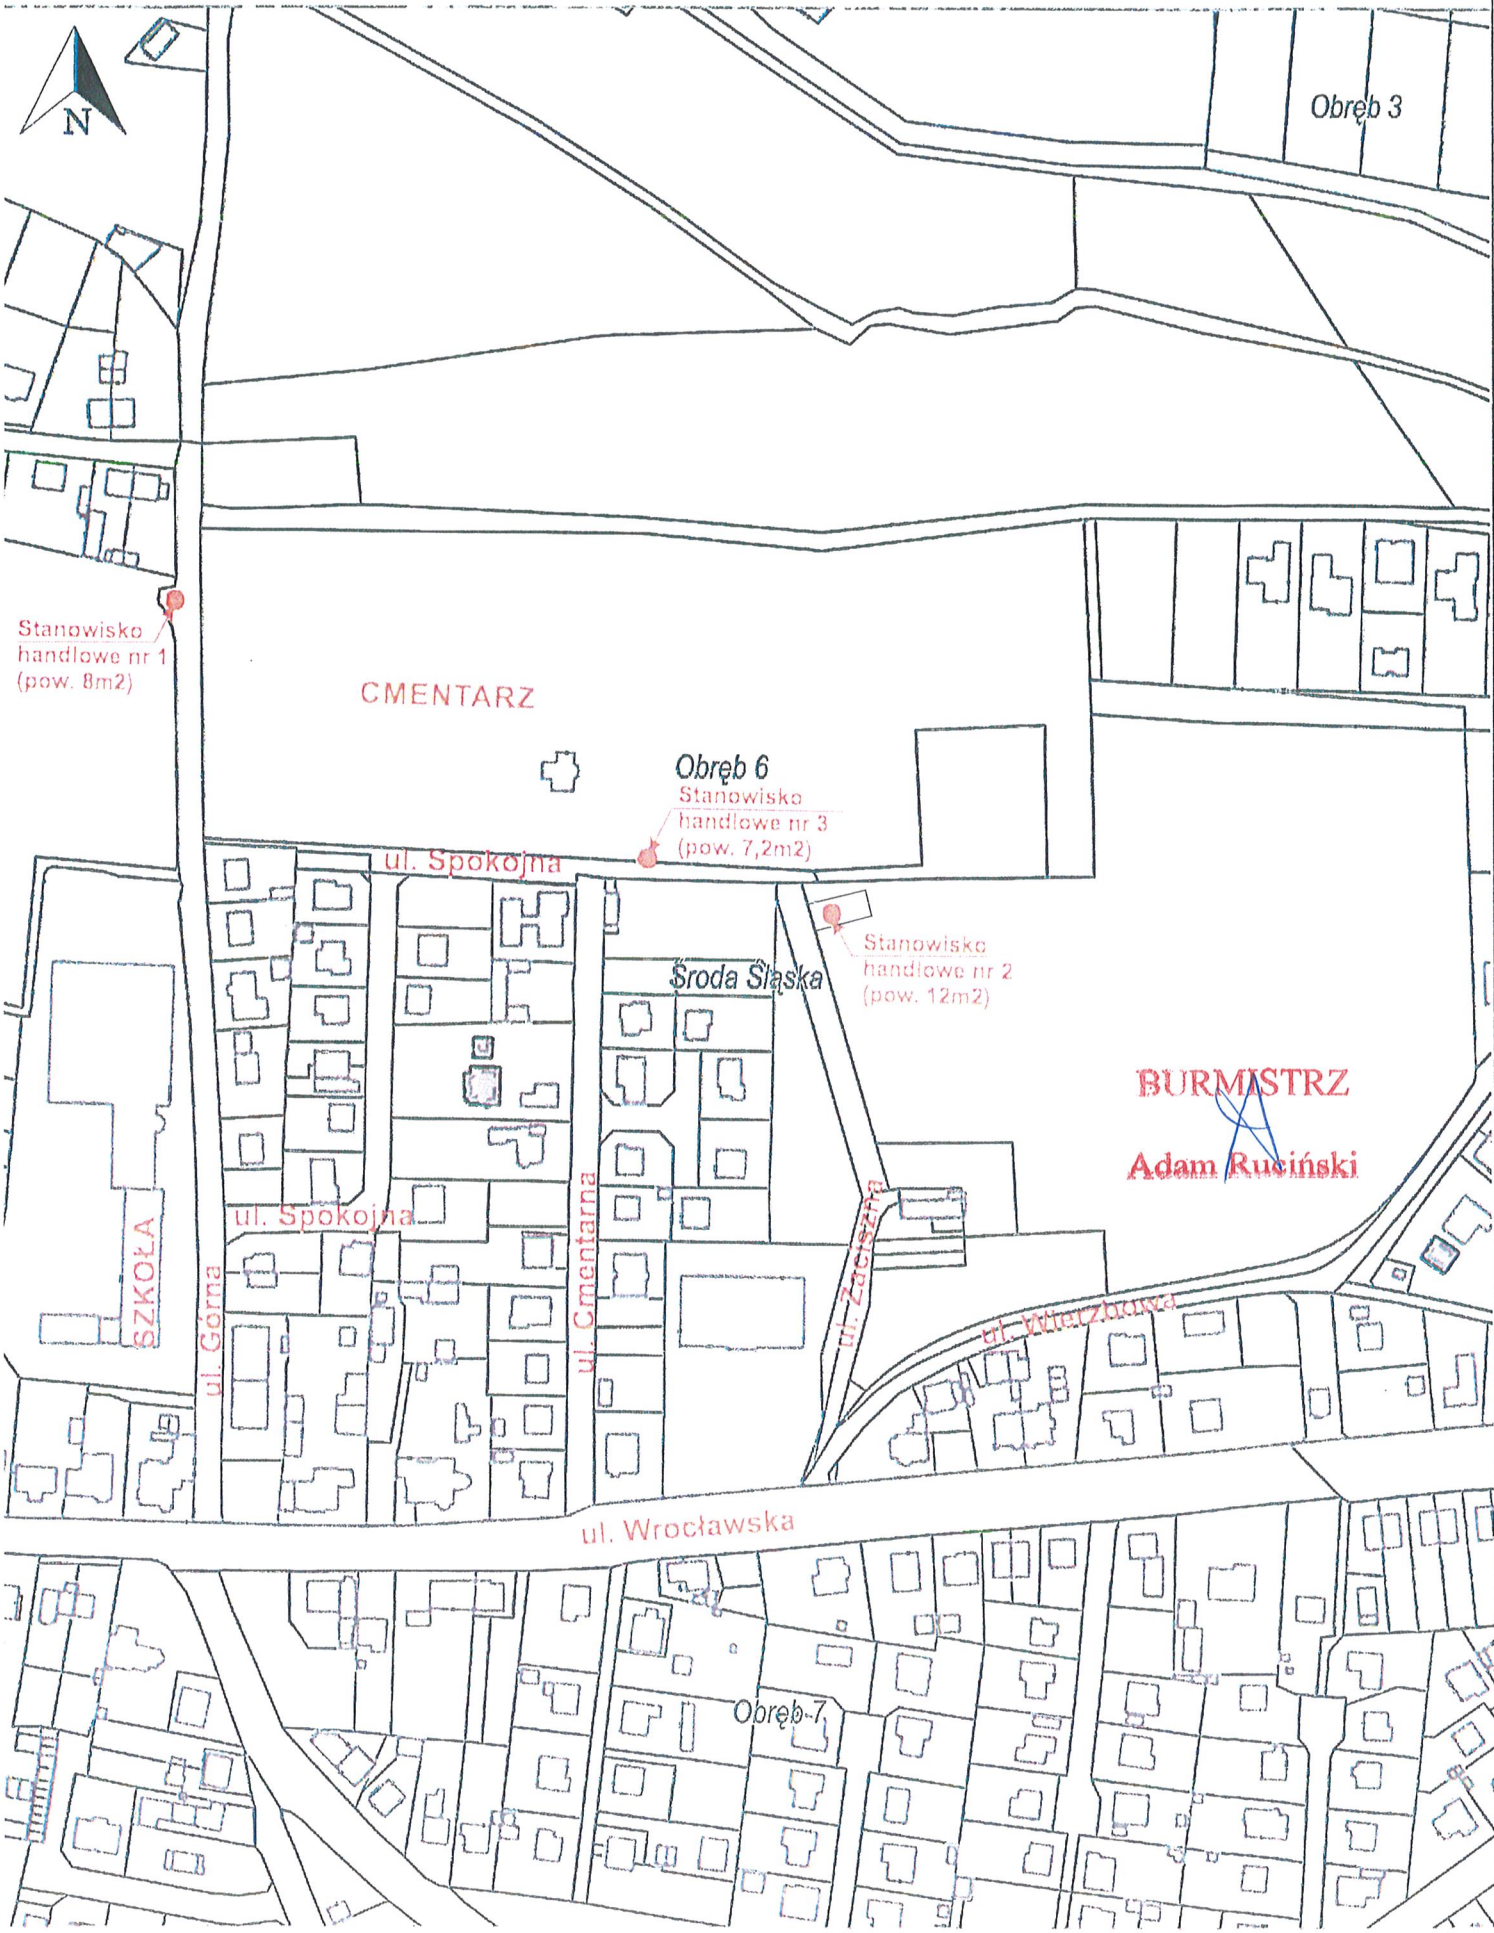 N
Obręb 3
Stanowisko
handlowe nr 1
(pow. 8m2)
CMENTARZ
Obręb 6
Stanowisko
handlowe nr 3
(pow. 7,2m2)
ul. Spokojna
Stanowisko
handlowe nr 2
(pow. 12m2)
Środa Śląska
BURMISTRZ
Adam Ruciński
ul. Spokojna
SZKOŁA
ul. Górna
ul. Cmentarna
ul. Zaciszna
ul. Wierzbowa
ul. Wrocławska
Obręb 7